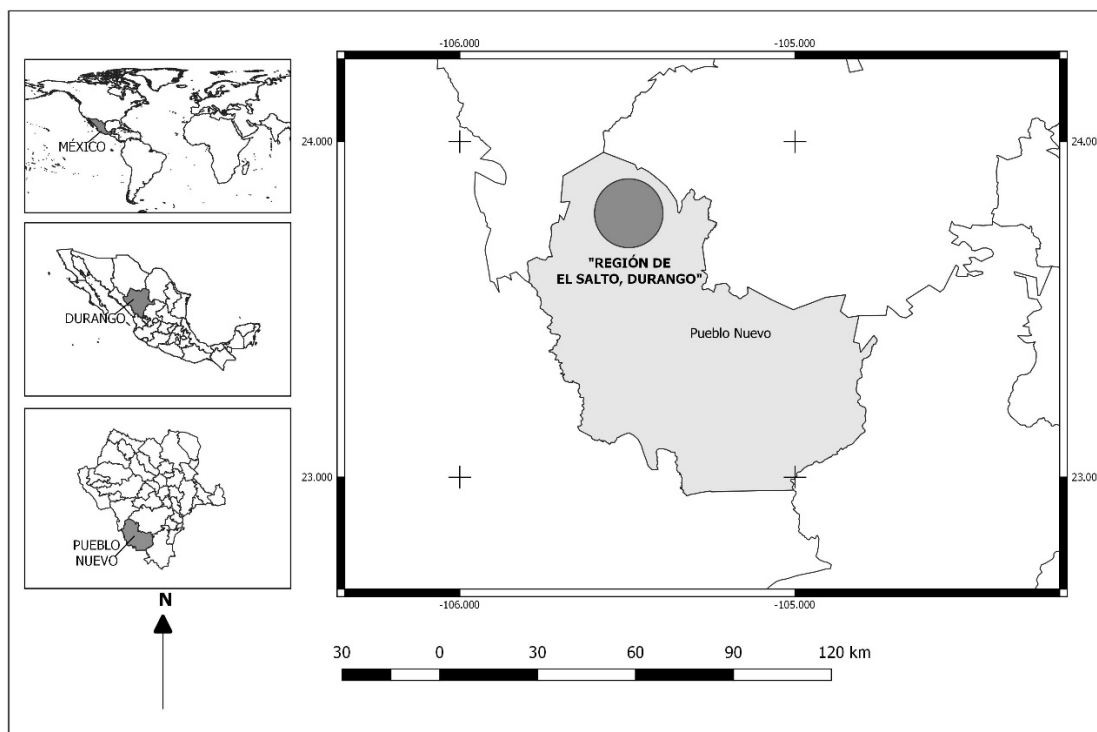 MÉXICO
DURANGO
PUEBLO
NUEVO
N
-106.000
-105.000
24.000
24.000
"REGIÓN DE
EL SALTO, DURANGO"
Pueblo Nuevo
23.000
23.000
-106.000
-105.000
30 0 30 60 90 120 km